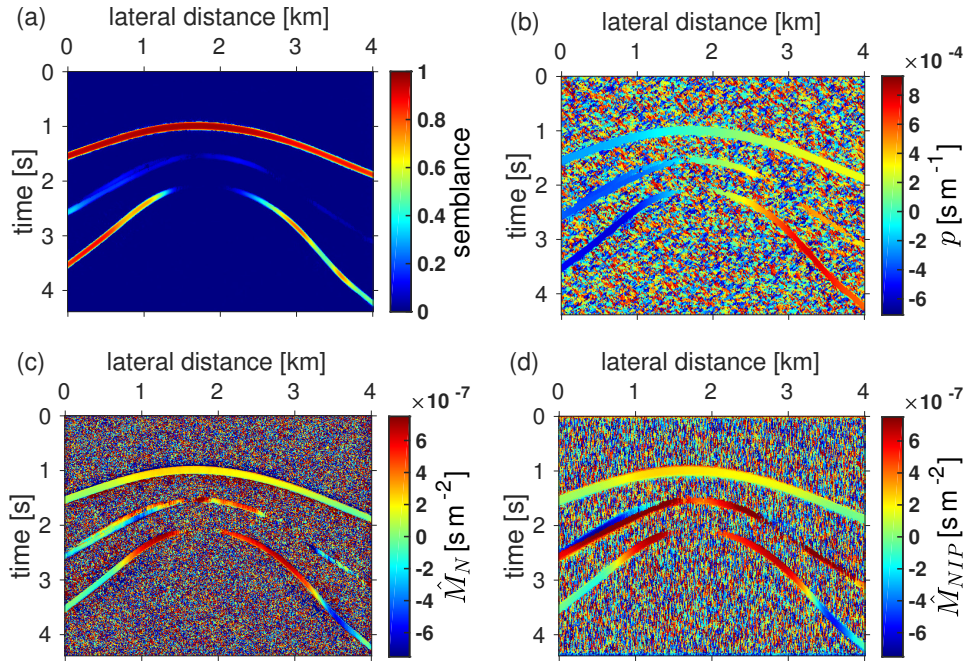 (a)
lateral distance [km]
0 1 2 3 4
0
1
2
3
4
time [s]
1
0.8
0.6
0.4
0.2
0
semblance
(b)
lateral distance [km]
0 1 2 3 4
0
1
2
3
4
time [s]
×10⁻⁴
8
6
4
2
0
-2
-4
-6
p [s m⁻¹]
(c)
lateral distance [km]
0 1 2 3 4
0
1
2
3
4
time [s]
×10⁻⁷
6
4
2
0
-2
-4
-6
M̂_N [s m⁻²]
(d)
lateral distance [km]
0 1 2 3 4
0
1
2
3
4
time [s]
×10⁻⁷
6
4
2
0
-2
-4
-6
M̂_NIP [s m⁻²]